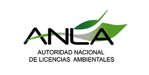 ANLA
AUTORIDAD NACIONAL
DE LICENCIAS AMBIENTALES